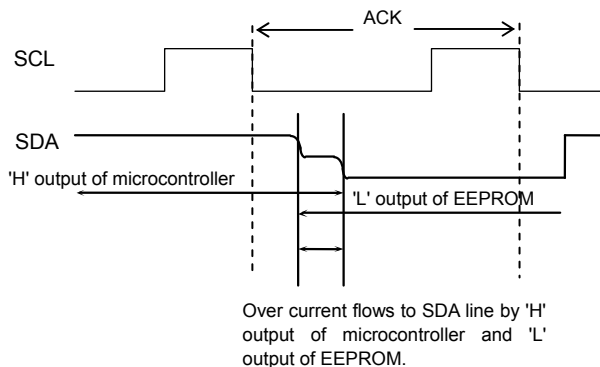 ACK
SCL
SDA
'H' output of microcontroller
'L' output of EEPROM
Over current flows to SDA line by 'H'
output of microcontroller and 'L'
output of EEPROM.